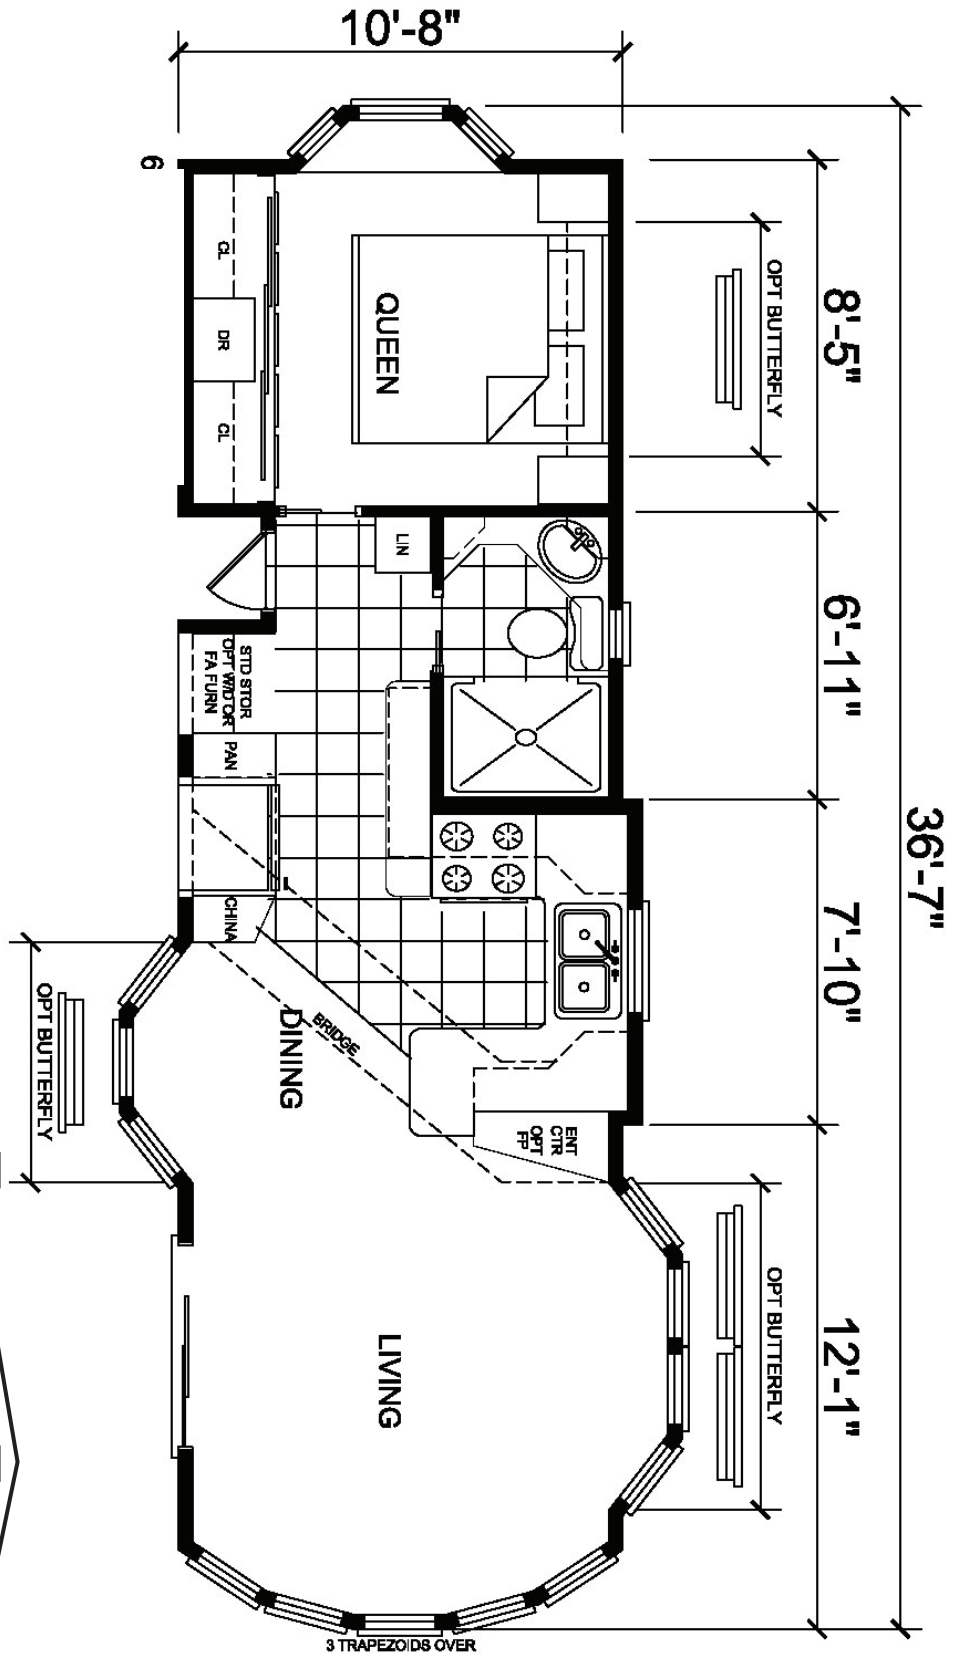 10'-8"
36'-7"
8'-5"
6'-11"
7'-10"
12'-1"
OPT BUTTERFLY
OPT BUTTERFLY
OPT BUTTERFLY
6
CL
DR
CL
QUEEN
LIN
STD STOR
OPT W/D OR
FA FURN
PAN
CHINA
BRIDGE
DINING
ENT
CTR
OPT
FP
LIVING
3 TRAPEZOIDS OVER